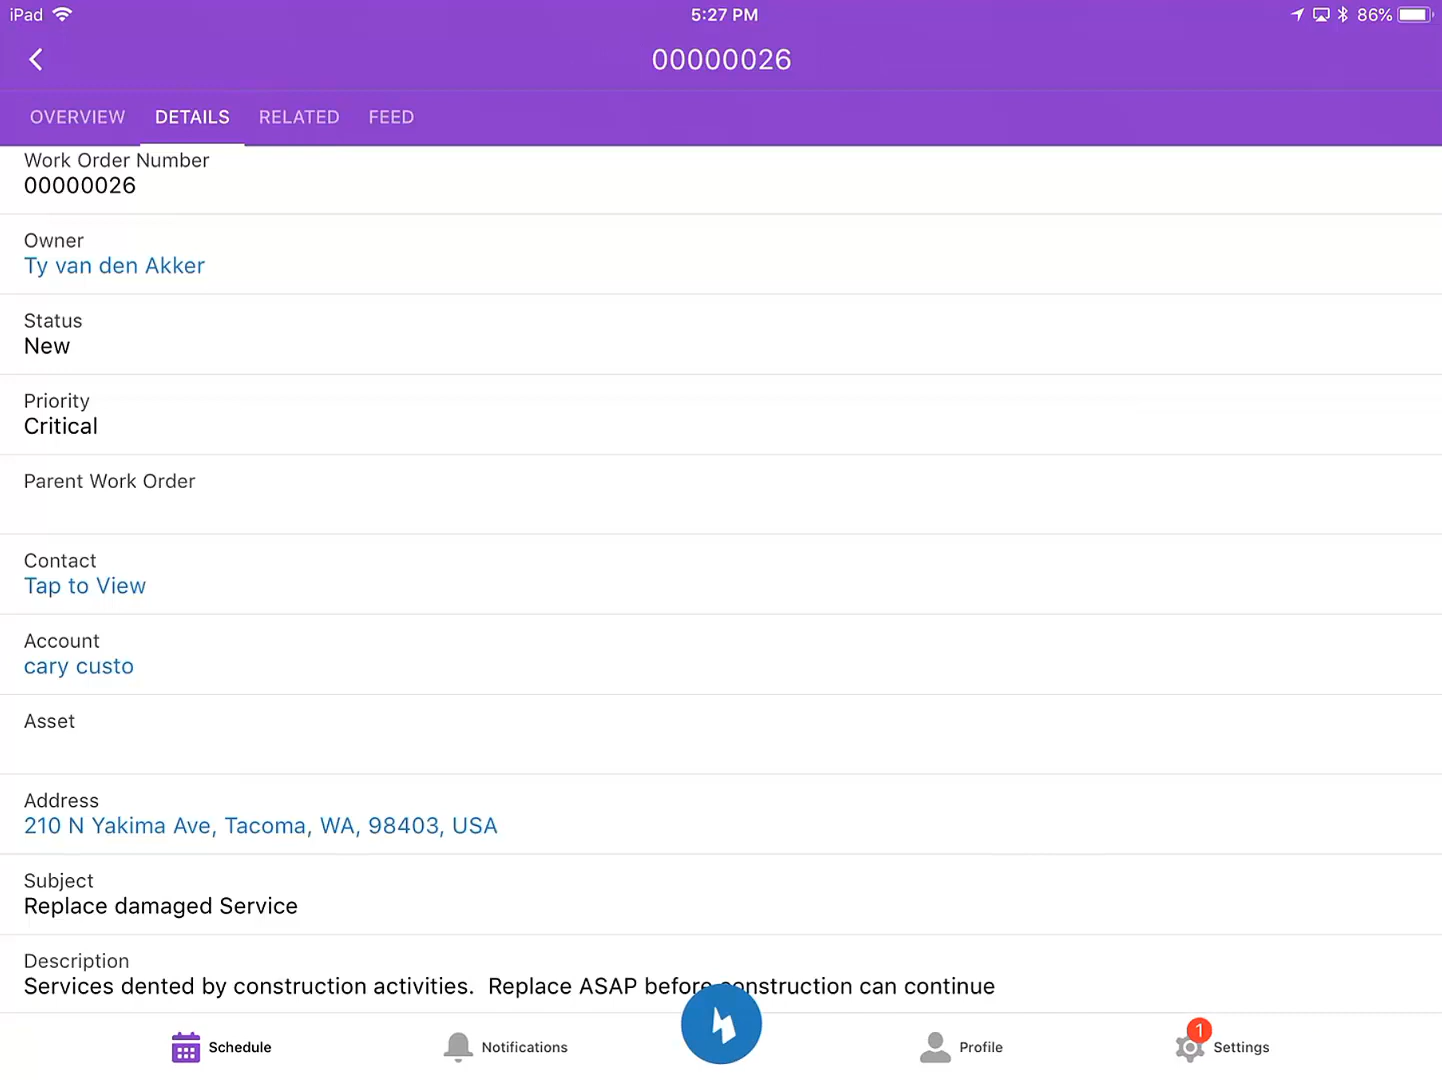 iPad 5:27 PM 86%
00000026
OVERVIEW DETAILS RELATED FEED
Work Order Number
00000026
Owner
Ty van den Akker
Status
New
Priority
Critical
Parent Work Order
Contact
Tap to View
Account
cary custo
Asset
Address
210 N Yakima Ave, Tacoma, WA, 98403, USA
Subject
Replace damaged Service
Description
Services dented by construction activities.  Replace ASAP before construction can continue
Schedule Notifications Profile 1 Settings